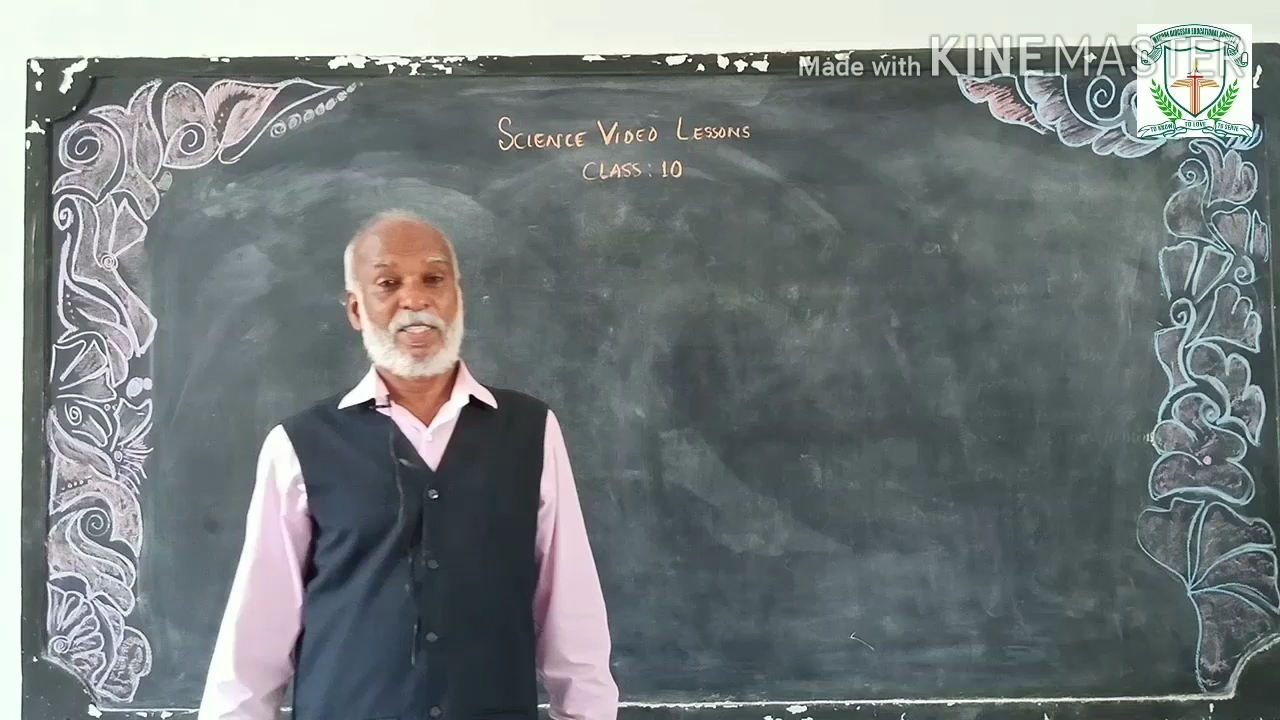 Made with KINEMASTER
SCIENCE VIDEO LESSONS
CLASS : 10
TO KNOW TO LOVE TO SERVE